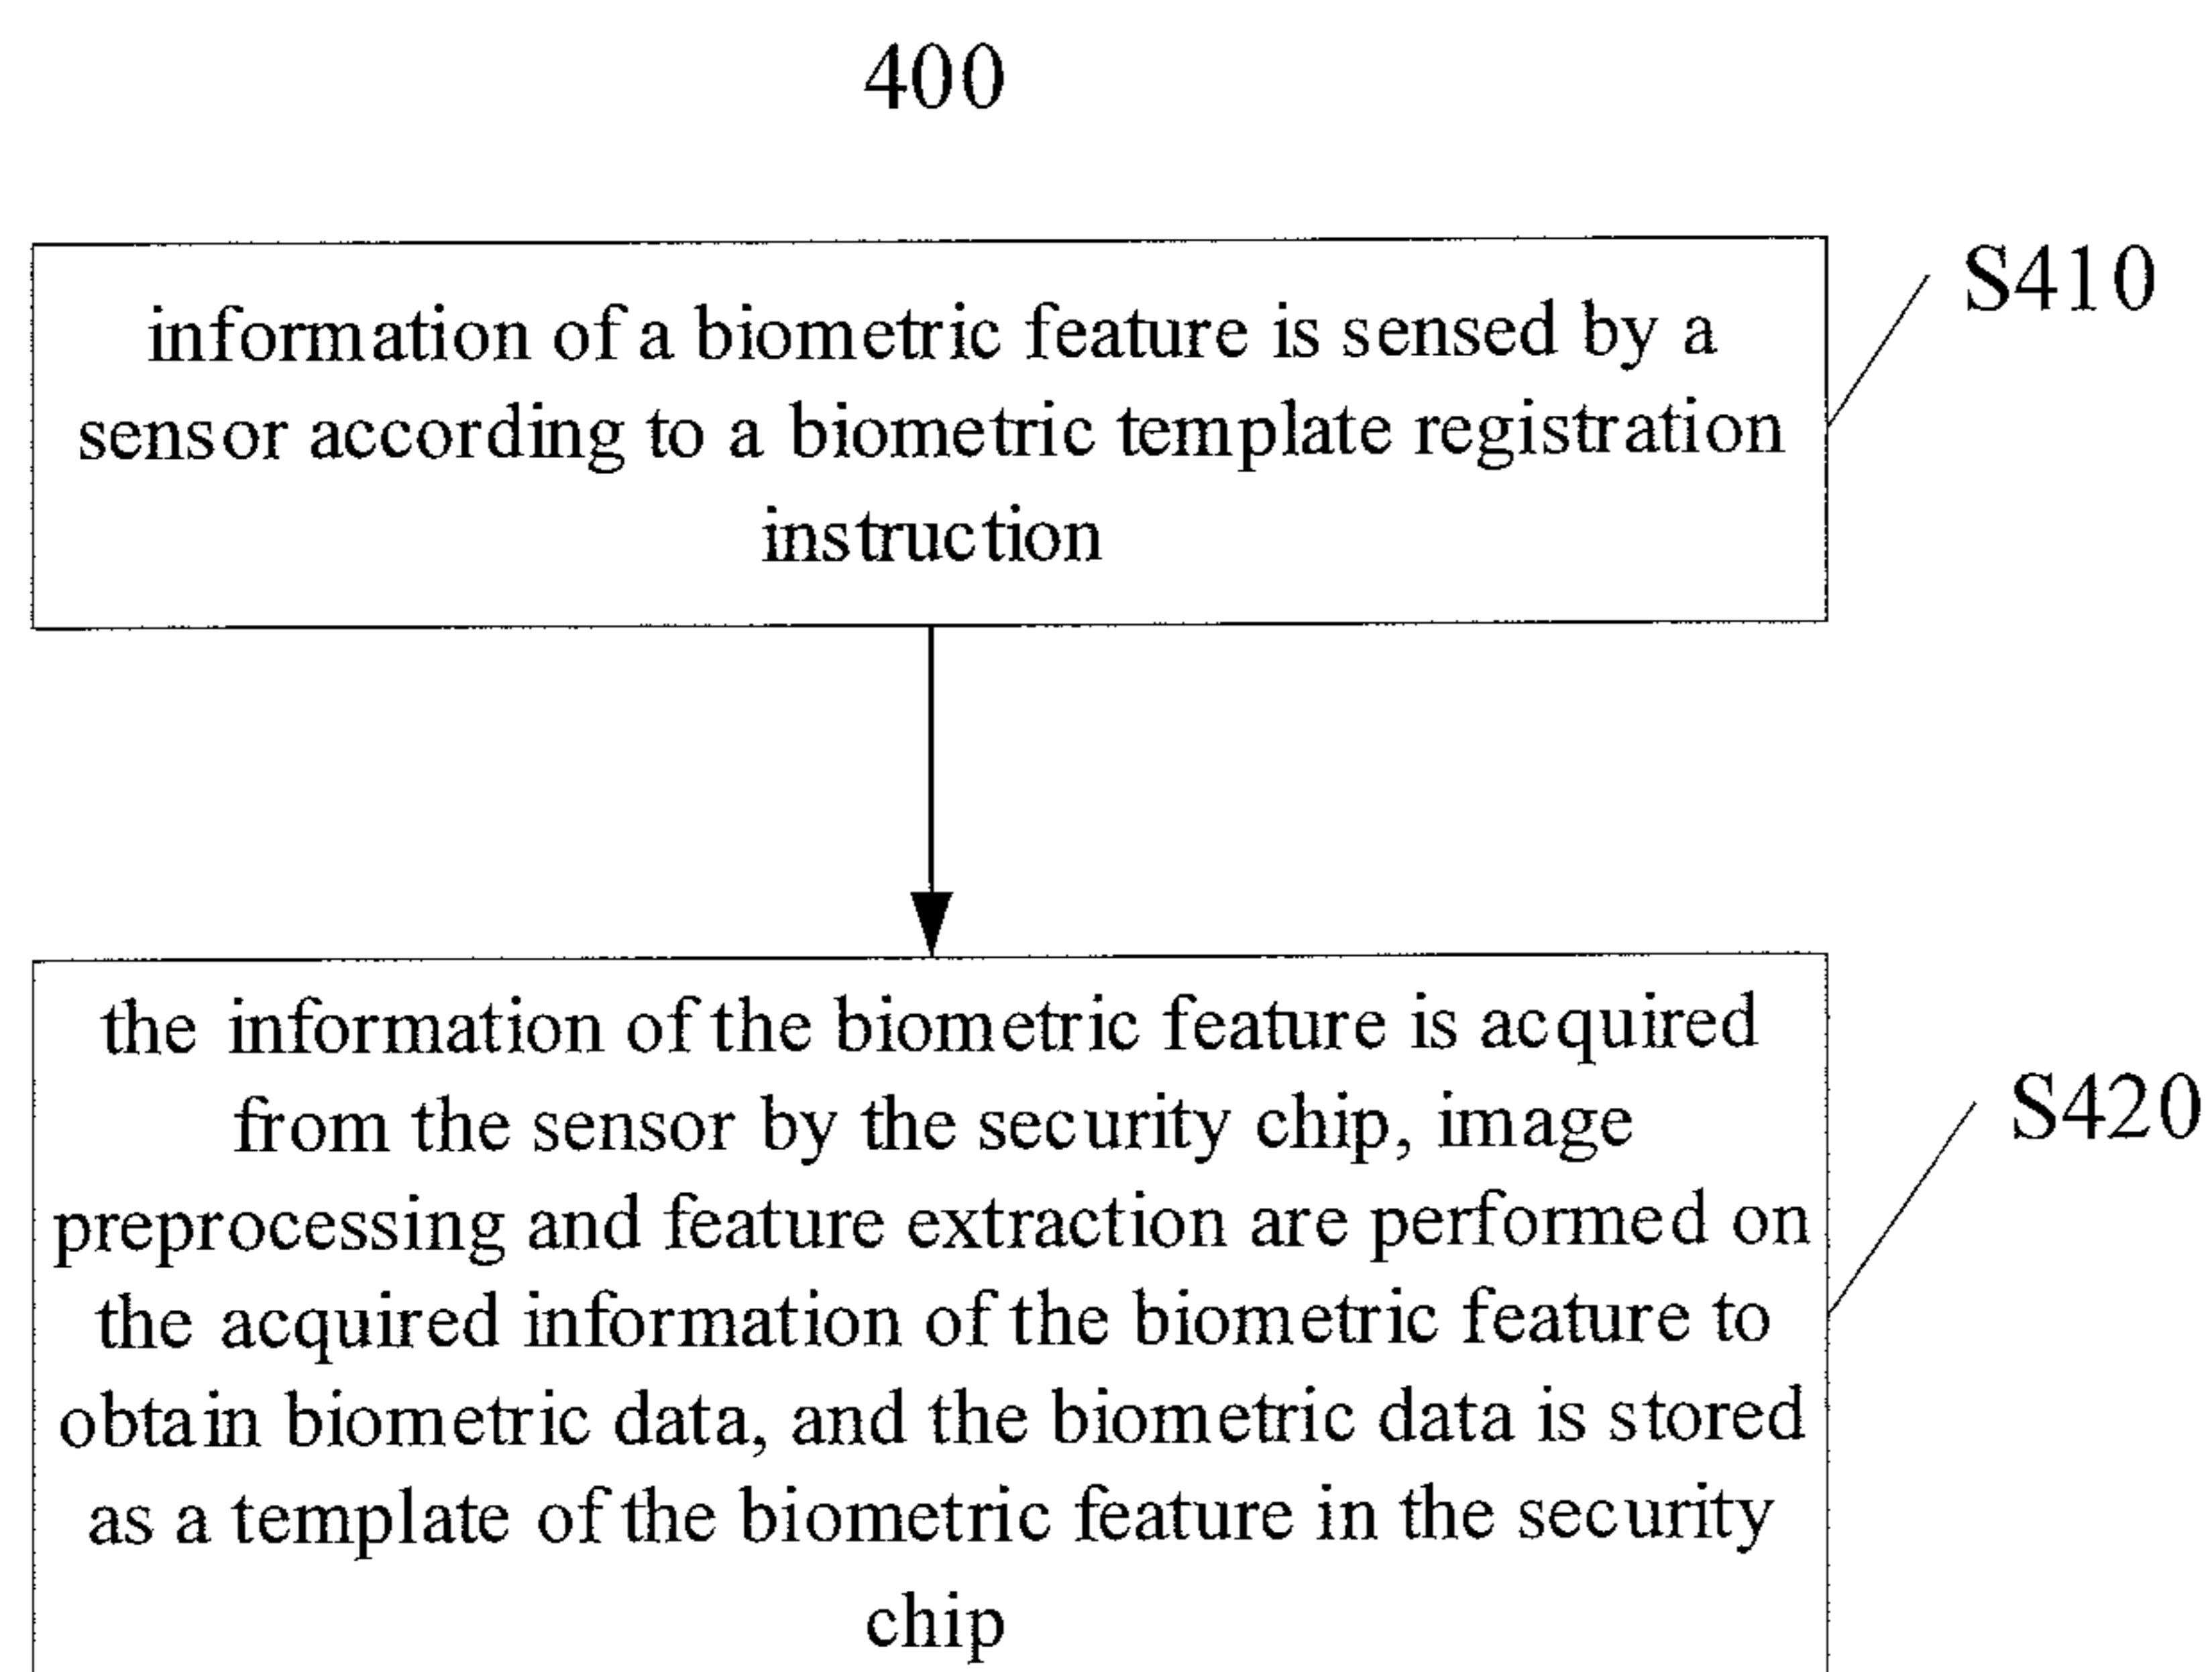 400
information of a biometric feature is sensed by a
sensor according to a biometric template registration
instruction
S410
the information of the biometric feature is acquired
from the sensor by the security chip, image
preprocessing and feature extraction are performed on
the acquired information of the biometric feature to
obtain biometric data, and the biometric data is stored
as a template of the biometric feature in the security
chip
S420